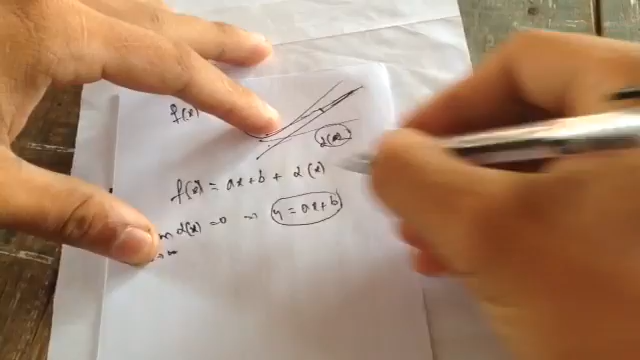 f(x)
α(x)
f(x) = ax+b + α(x)
α(x) = 0 ⇒ y = ax+b